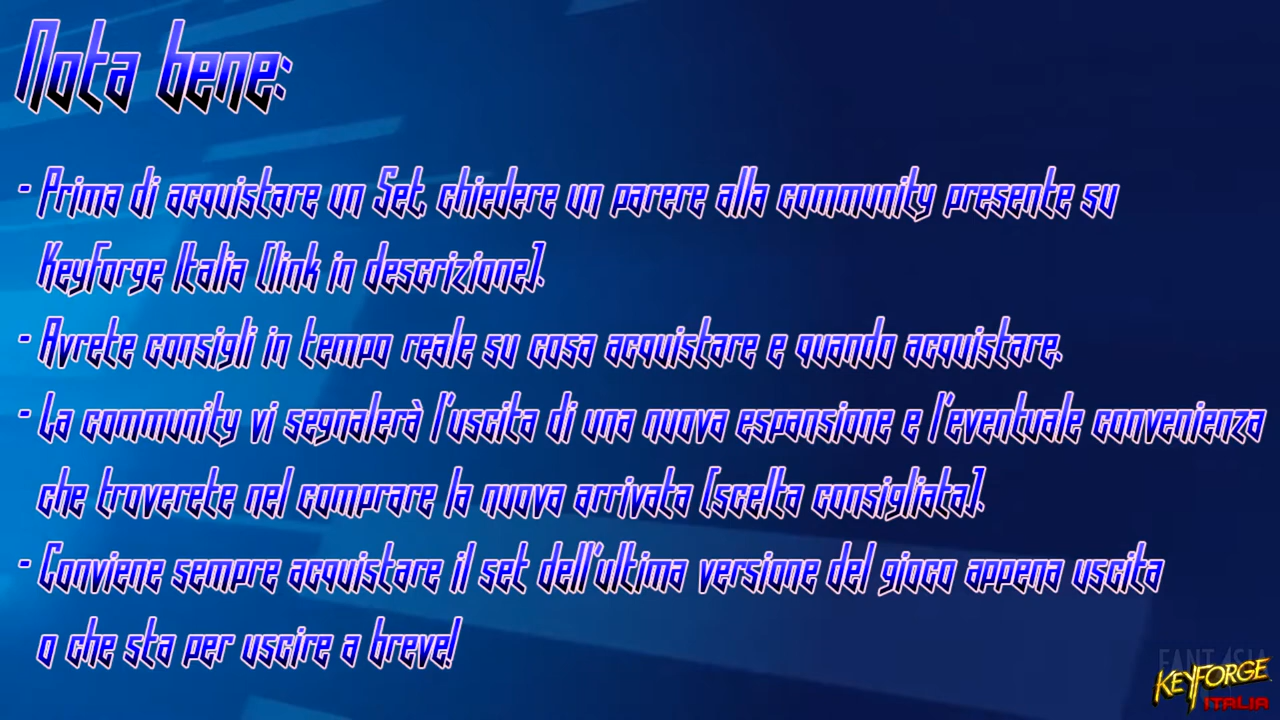 Nota bene:
- Prima di acquistare un Set, chiedere un parere alla community presente su
KeyForge Italia (link in descrizione).
- Avrete consigli in tempo reale su cosa acquistare e quando acquistare.
- La community vi segnalerà l'uscita di una nuova espansione e l'eventuale convenienza
che troverete nel comprare la nuova arrivata (scelta consigliata).
- Conviene sempre acquistare il set dell'ultima versione del gioco appena uscita
o che sta per uscire a breve!
KEYFORGE
ITALIA